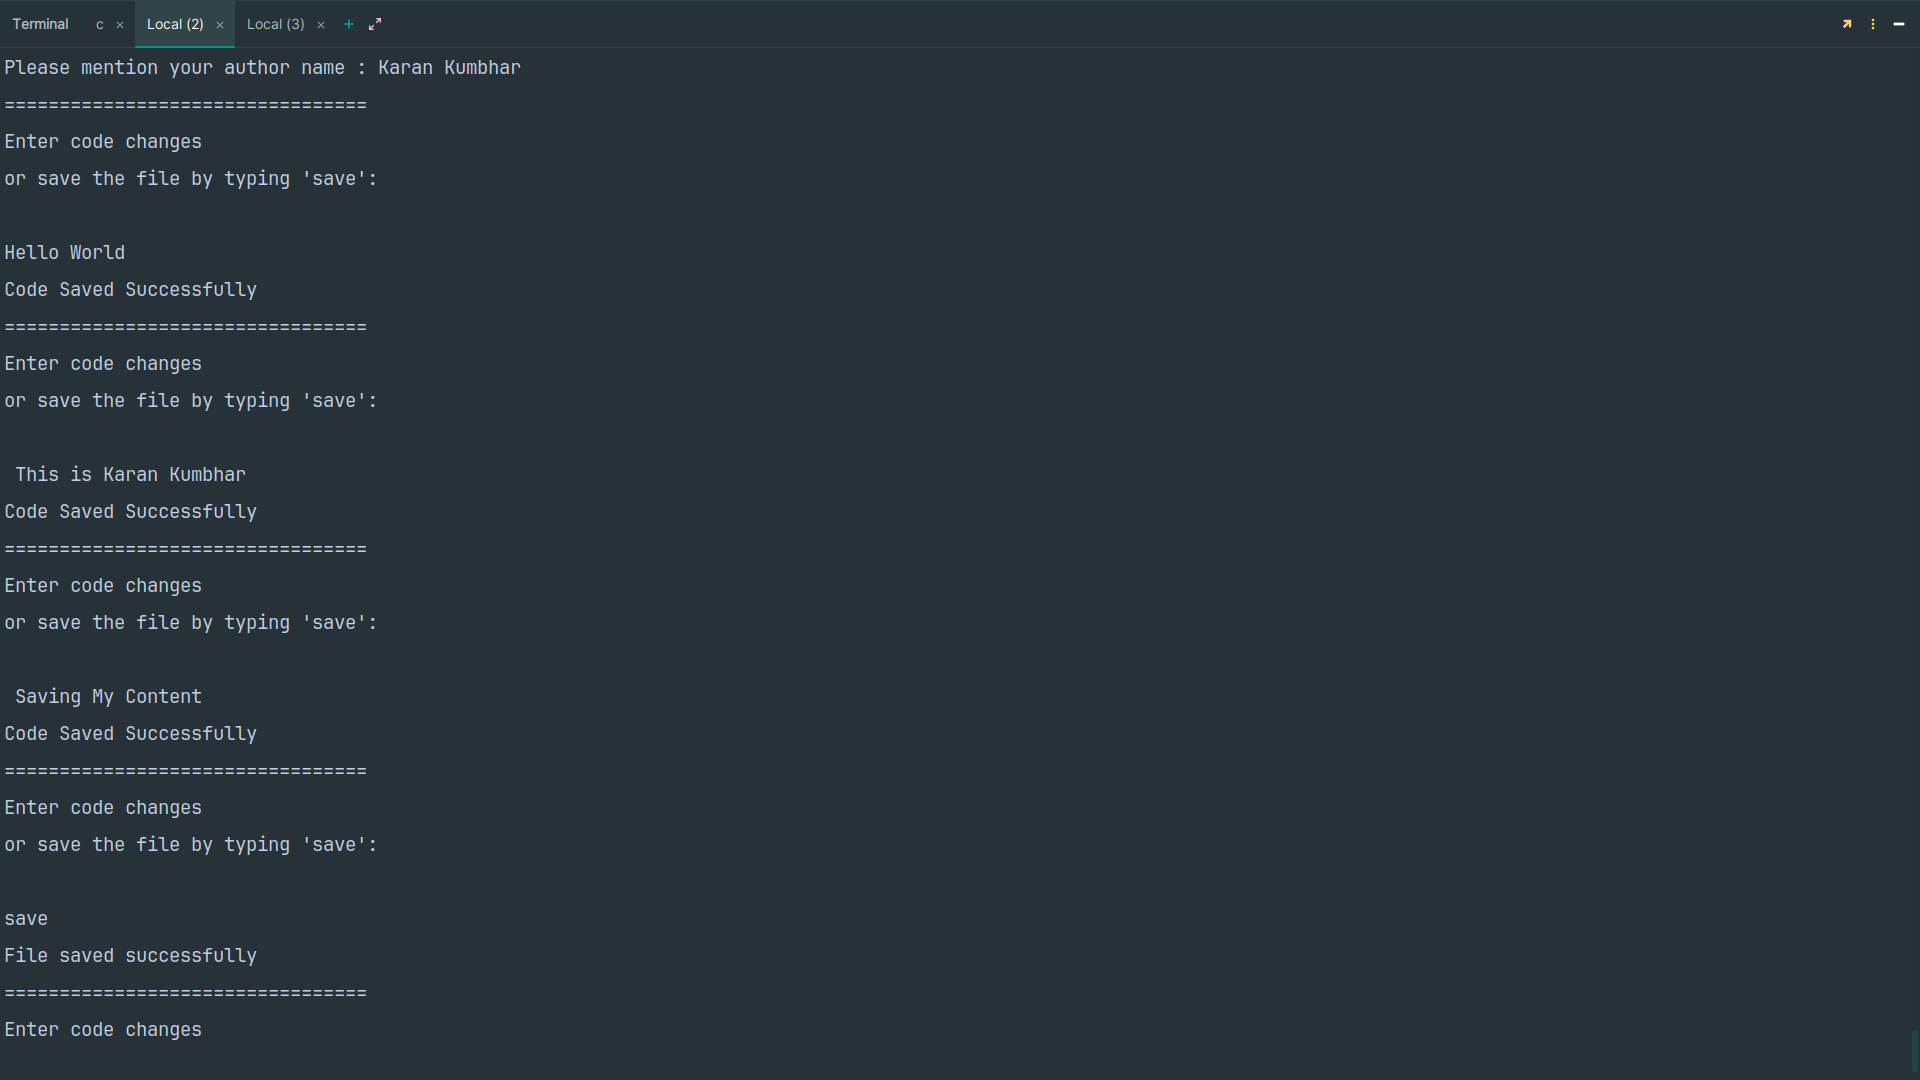 Terminal c × Local (2) × Local (3) × +
Please mention your author name : Karan Kumbhar
=================================
Enter code changes
or save the file by typing 'save':
Hello World
Code Saved Successfully
=================================
Enter code changes
or save the file by typing 'save':
This is Karan Kumbhar
Code Saved Successfully
=================================
Enter code changes
or save the file by typing 'save':
Saving My Content
Code Saved Successfully
=================================
Enter code changes
or save the file by typing 'save':
save
File saved successfully
=================================
Enter code changes